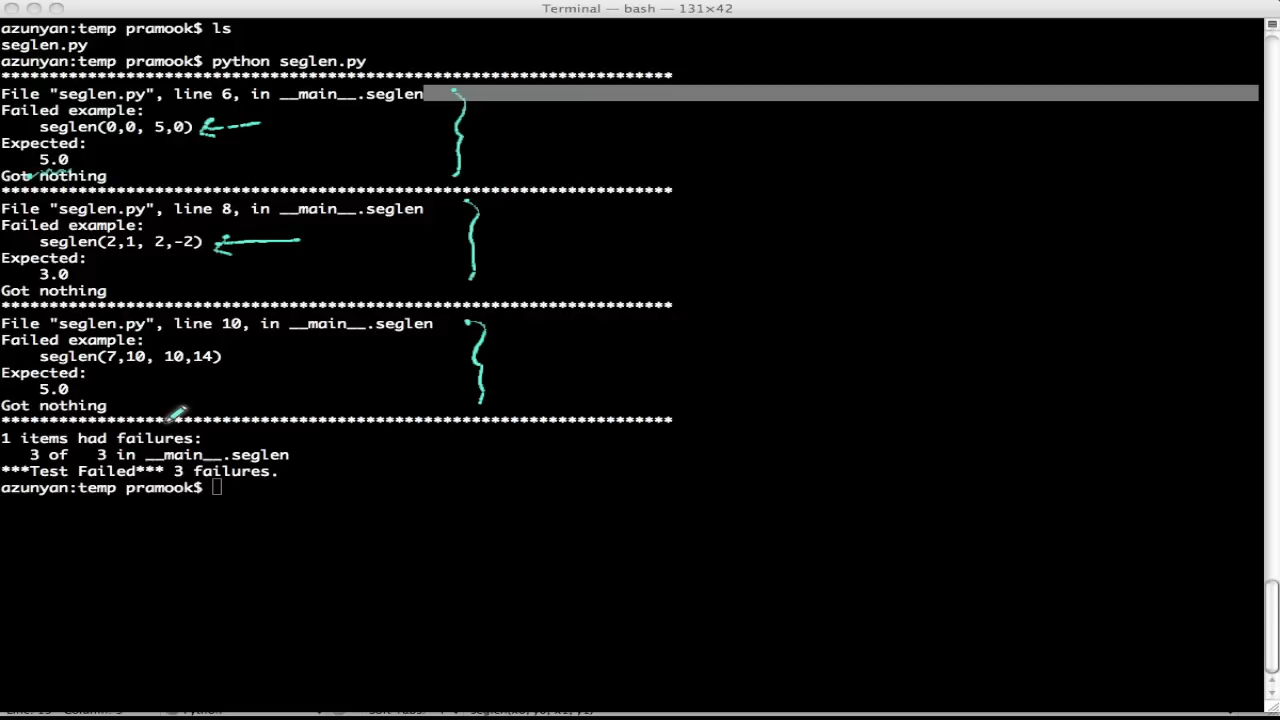 Terminal — bash — 131×42
azunyan:temp pramook$ ls
seglen.py
azunyan:temp pramook$ python seglen.py
**********************************************************************
File "seglen.py", line 6, in __main__.seglen
Failed example:
    seglen(0,0, 5,0)
Expected:
    5.0
Got nothing
**********************************************************************
File "seglen.py", line 8, in __main__.seglen
Failed example:
    seglen(2,1, 2,-2)
Expected:
    3.0
Got nothing
**********************************************************************
File "seglen.py", line 10, in __main__.seglen
Failed example:
    seglen(7,10, 10,14)
Expected:
    5.0
Got nothing
**********************************************************************
1 items had failures:
   3 of   3 in __main__.seglen
***Test Failed*** 3 failures.
azunyan:temp pramook$